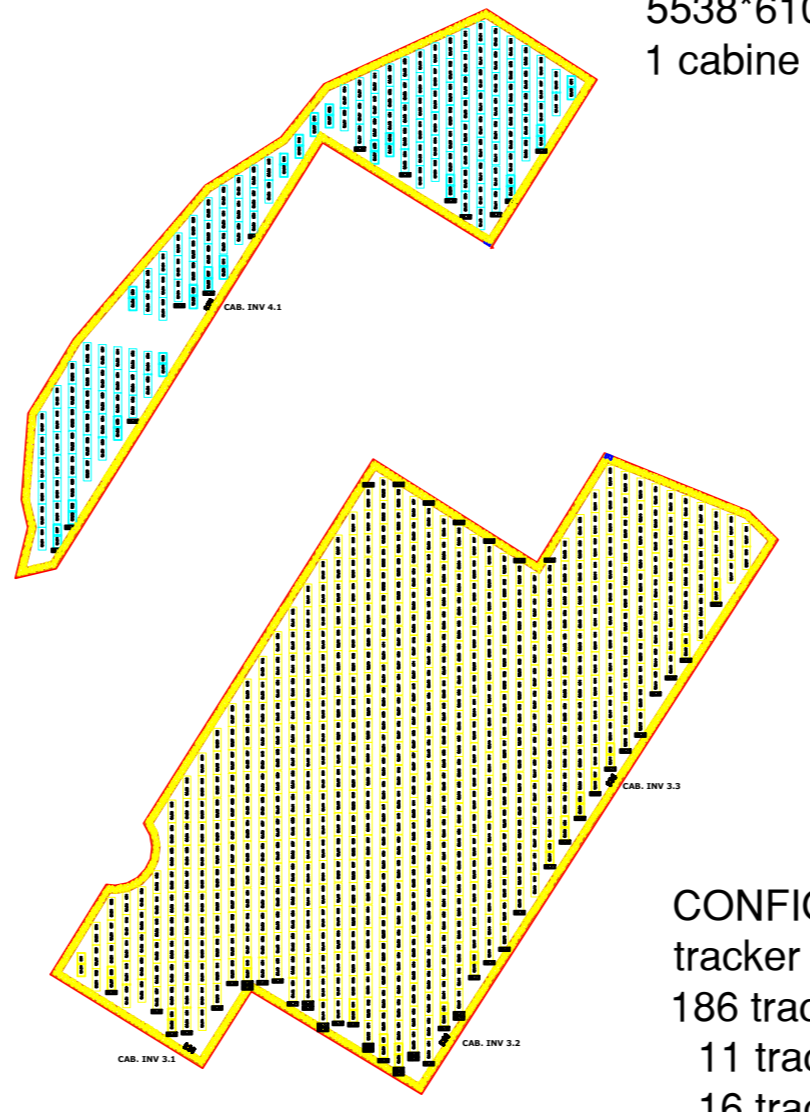 5538*610
1 cabine
CAB. INV 4.1
CAB. INV 3.3
CONFIG
tracker
186 trac
11 trac
16 trac
CAB. INV 3.2
CAB. INV 3.1